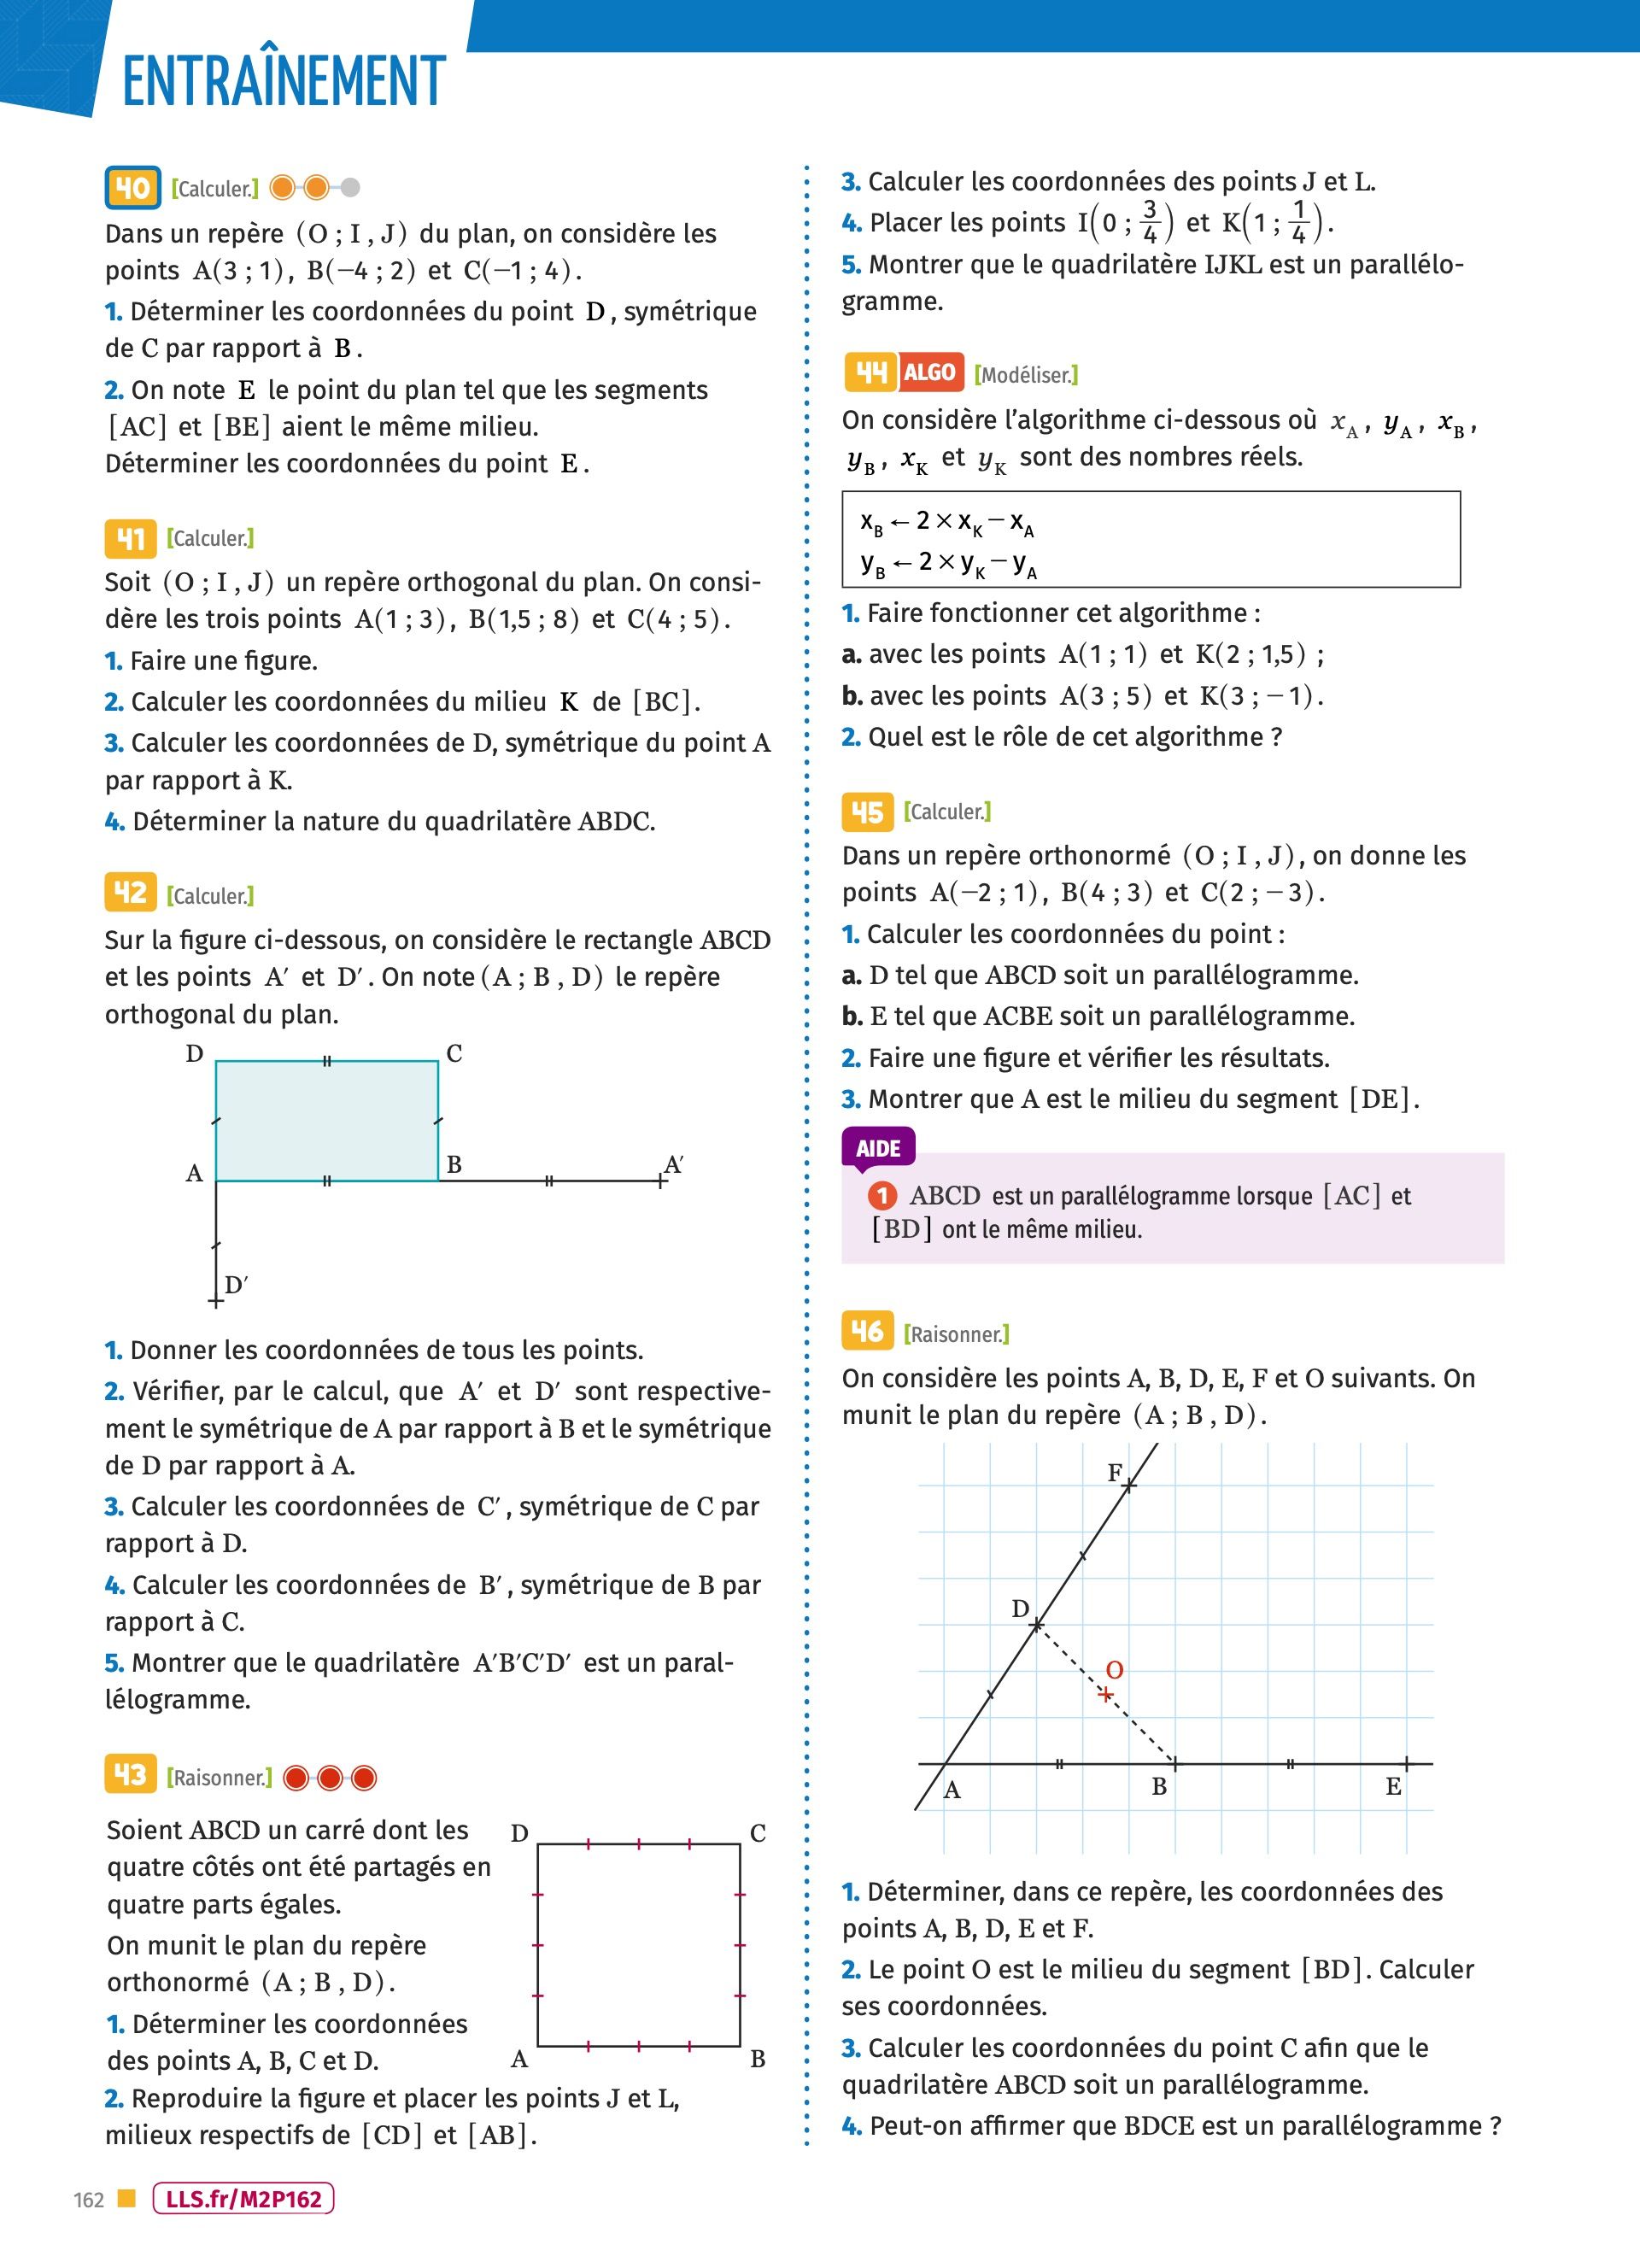 ENTRAÎNEMENT
40 [Calculer.]
Dans un repère (O ; I , J) du plan, on considère les
points A(3 ; 1), B(−4 ; 2) et C(−1 ; 4).
1. Déterminer les coordonnées du point D, symétrique
de C par rapport à B.
2. On note E le point du plan tel que les segments
[AC] et [BE] aient le même milieu.
Déterminer les coordonnées du point E.
41 [Calculer.]
Soit (O ; I , J) un repère orthogonal du plan. On consi-
dère les trois points A(1 ; 3), B(1,5 ; 8) et C(4 ; 5).
1. Faire une figure.
2. Calculer les coordonnées du milieu K de [BC].
3. Calculer les coordonnées de D, symétrique du point A
par rapport à K.
4. Déterminer la nature du quadrilatère ABDC.
42 [Calculer.]
Sur la figure ci-dessous, on considère le rectangle ABCD
et les points A′ et D′. On note (A ; B , D) le repère
orthogonal du plan.
D C
A B A′
D′
1. Donner les coordonnées de tous les points.
2. Vérifier, par le calcul, que A′ et D′ sont respective-
ment le symétrique de A par rapport à B et le symétrique
de D par rapport à A.
3. Calculer les coordonnées de C′, symétrique de C par
rapport à D.
4. Calculer les coordonnées de B′, symétrique de B par
rapport à C.
5. Montrer que le quadrilatère A′B′C′D′ est un paral-
lélogramme.
43 [Raisonner.]
Soient ABCD un carré dont les
quatre côtés ont été partagés en
quatre parts égales.
On munit le plan du repère
orthonormé (A ; B , D).
1. Déterminer les coordonnées
des points A, B, C et D.
D C
A B
2. Reproduire la figure et placer les points J et L,
milieux respectifs de [CD] et [AB].
3. Calculer les coordonnées des points J et L.
4. Placer les points I(0 ; 3/4) et K(1 ; 1/4).
5. Montrer que le quadrilatère IJKL est un parallélo-
gramme.
44 ALGO [Modéliser.]
On considère l’algorithme ci-dessous où x_A, y_A, x_B,
y_B, x_K et y_K sont des nombres réels.
x_B ← 2 × x_K − x_A
y_B ← 2 × y_K − y_A
1. Faire fonctionner cet algorithme :
a. avec les points A(1 ; 1) et K(2 ; 1,5) ;
b. avec les points A(3 ; 5) et K(3 ; −1).
2. Quel est le rôle de cet algorithme ?
45 [Calculer.]
Dans un repère orthonormé (O ; I , J), on donne les
points A(−2 ; 1), B(4 ; 3) et C(2 ; −3).
1. Calculer les coordonnées du point :
a. D tel que ABCD soit un parallélogramme.
b. E tel que ACBE soit un parallélogramme.
2. Faire une figure et vérifier les résultats.
3. Montrer que A est le milieu du segment [DE].
AIDE
1 ABCD est un parallélogramme lorsque [AC] et
[BD] ont le même milieu.
46 [Raisonner.]
On considère les points A, B, D, E, F et O suivants. On
munit le plan du repère (A ; B , D).
F
D
O
A B E
1. Déterminer, dans ce repère, les coordonnées des
points A, B, D, E et F.
2. Le point O est le milieu du segment [BD]. Calculer
ses coordonnées.
3. Calculer les coordonnées du point C afin que le
quadrilatère ABCD soit un parallélogramme.
4. Peut-on affirmer que BDCE est un parallélogramme ?
162 LLS.fr/M2P162